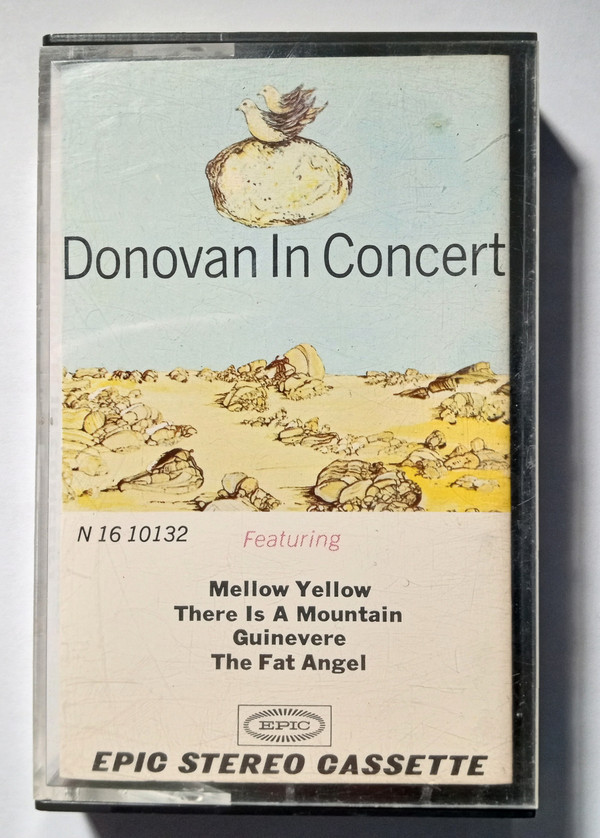 Donovan In Concert
N 16 10132
Featuring
Mellow Yellow
There Is A Mountain
Guinevere
The Fat Angel
EPIC
EPIC STEREO CASSETTE